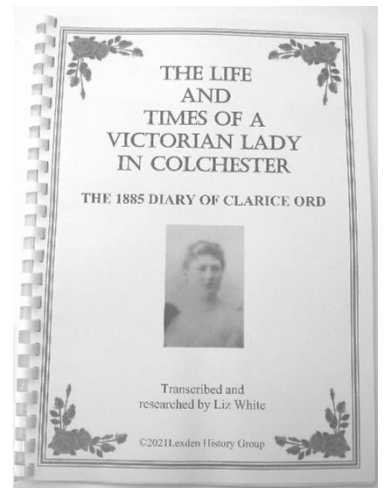 THE LIFE
AND
TIMES OF A
VICTORIAN LADY
IN COLCHESTER
THE 1885 DIARY OF CLARICE ORD
Transcribed and
researched by Liz White
©2021Lexden History Group